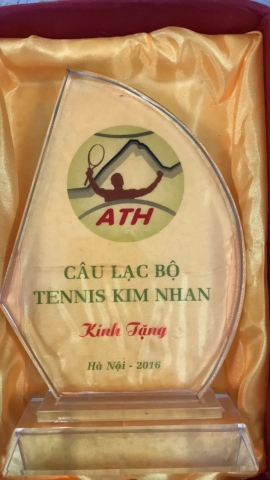 ATH
CÂU LẠC BỘ
TENNIS KIM NHAN
Kính Tặng
Hà Nội - 2016